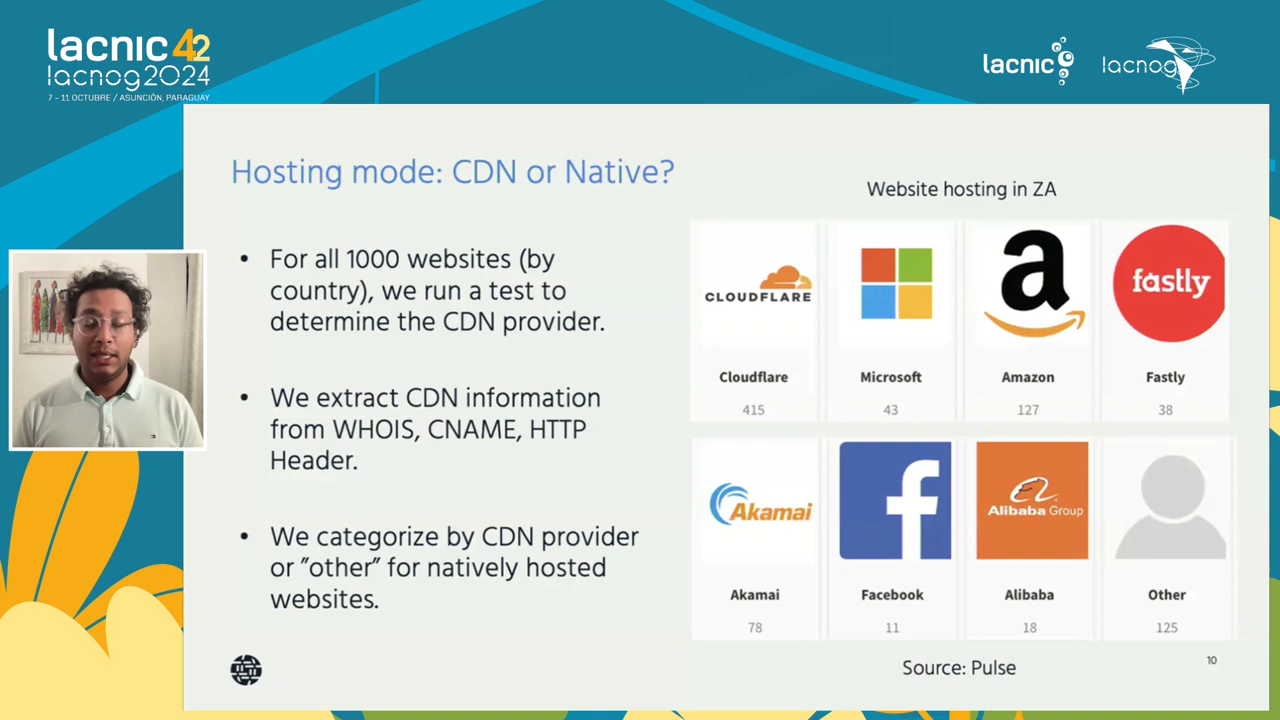 lacnic 42
lacnog2024
7 - 11 OCTUBRE / ASUNCIÓN, PARAGUAY
lacnic
lacnog
Hosting mode: CDN or Native?
• For all 1000 websites (by
country), we run a test to
determine the CDN provider.
• We extract CDN information
from WHOIS, CNAME, HTTP
Header.
• We categorize by CDN provider
or ”other” for natively hosted
websites.
Website hosting in ZA
CLOUDFLARE
a
fastly
Cloudflare
Microsoft
Amazon
Fastly
415
43
127
38
Akamai
f
Alibaba Group
Akamai
Facebook
Alibaba
Other
78
11
18
125
Source: Pulse
10